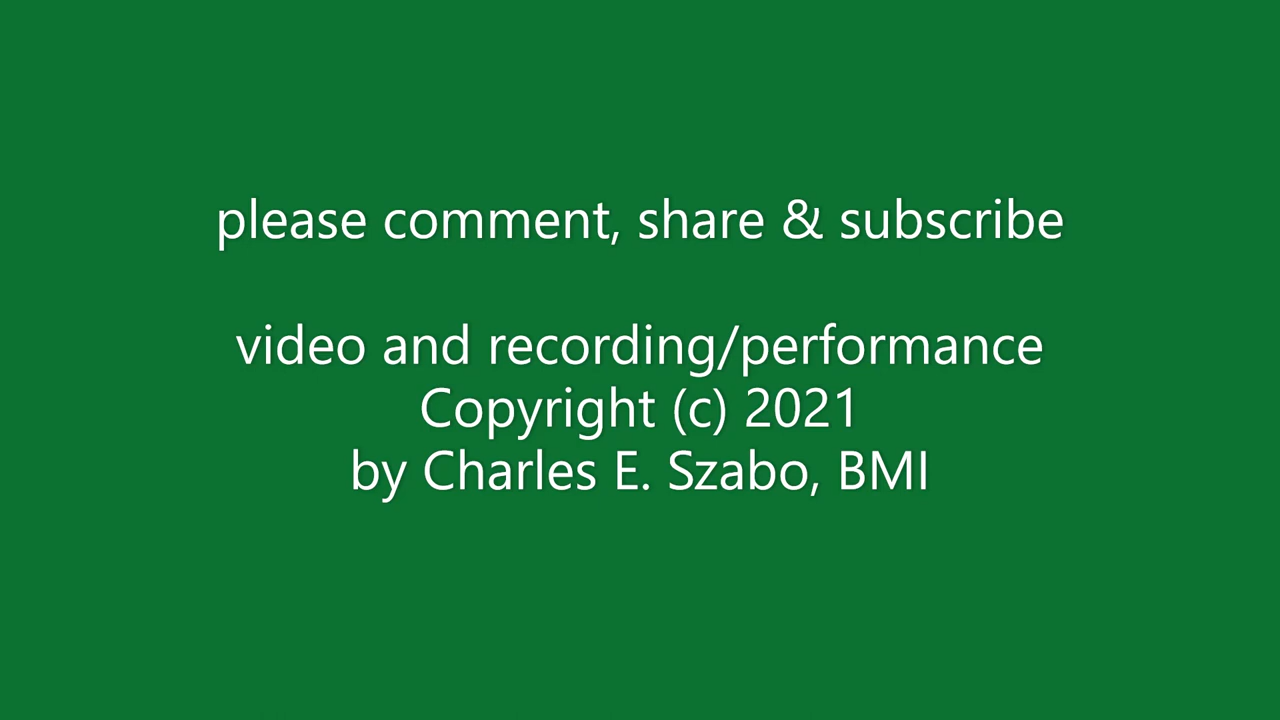 please comment, share & subscribe
video and recording/performance
Copyright (c) 2021
by Charles E. Szabo, BMI